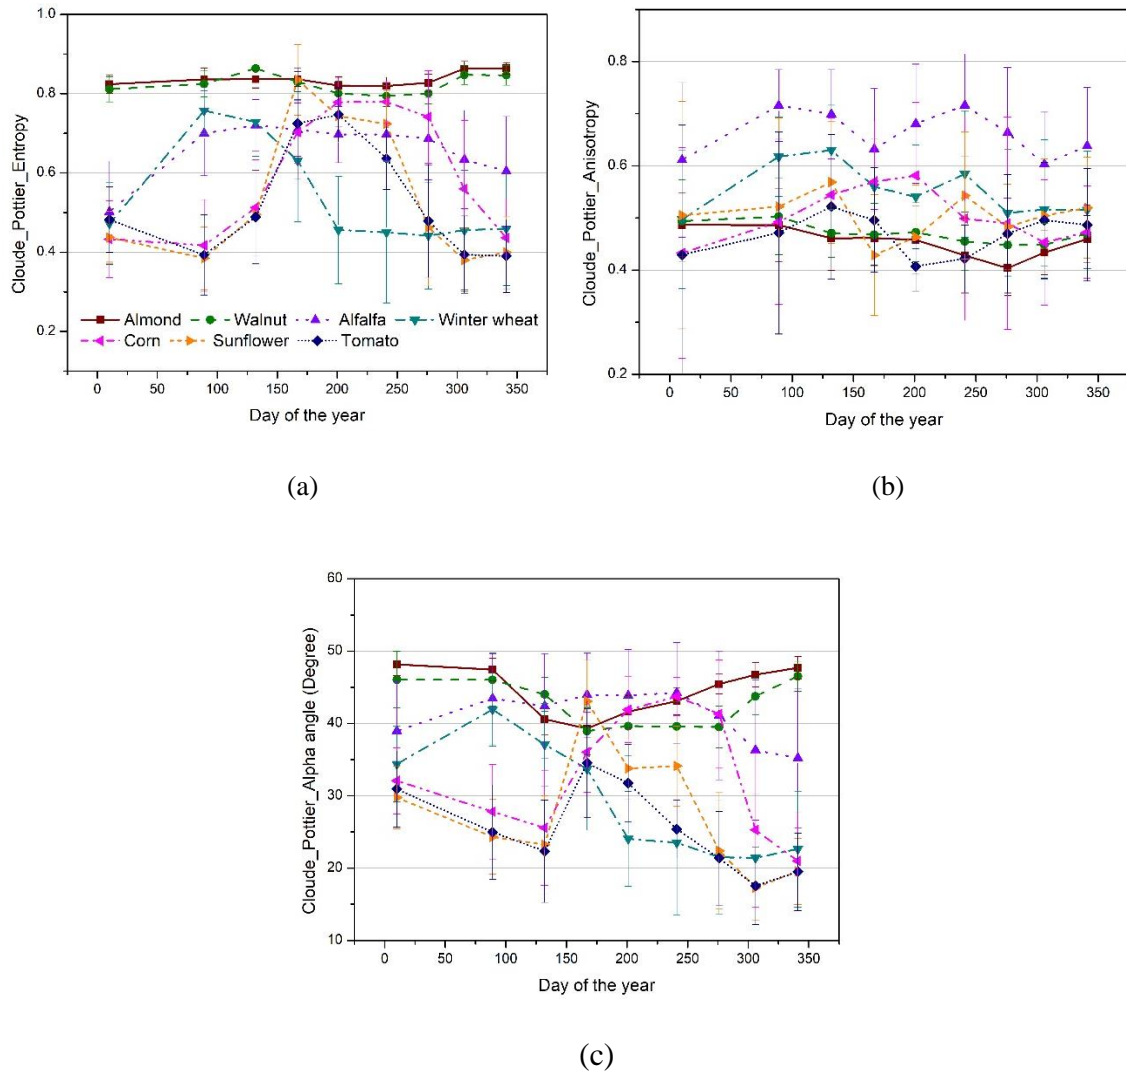 1.0
0.8
0.6
0.4
0.2
Cloude_Pottier_Entropy
Almond Walnut Alfalfa Winter wheat
Corn Sunflower Tomato
0 50 100 150 200 250 300 350
Day of the year
(a)
0.8
0.6
0.4
0.2
Cloude_Pottier_Anisotropy
0 50 100 150 200 250 300 350
Day of the year
(b)
60
50
40
30
20
10
Cloude_Pottier_Alpha angle (Degree)
0 50 100 150 200 250 300 350
Day of the year
(c)